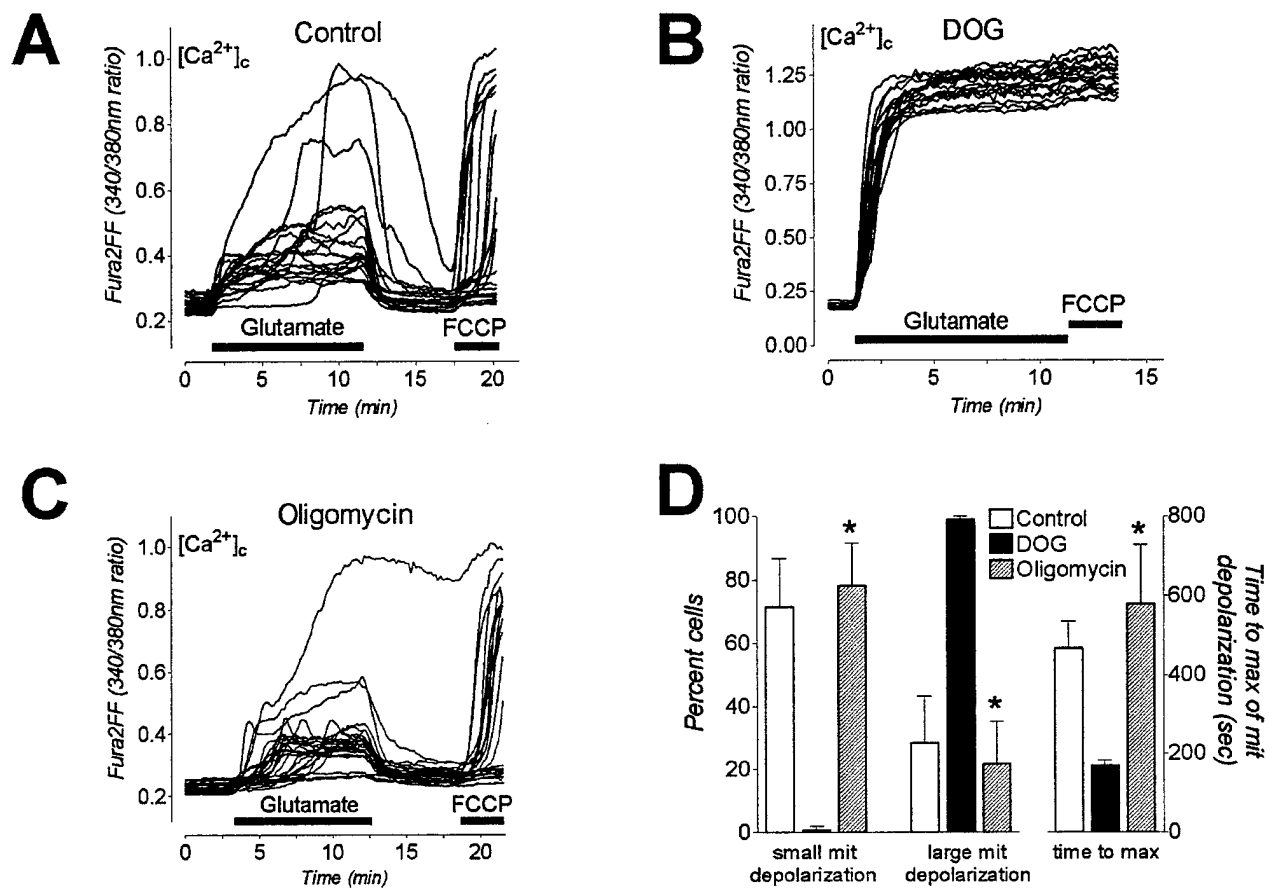 A
Control
[Ca2+]c
Fura2FF (340/380nm ratio)
1.0
0.8
0.6
0.4
0.2
Glutamate
FCCP
0
5
10
15
20
Time (min)
B
DOG
[Ca2+]c
Fura2FF (340/380nm ratio)
1.25
1.00
0.75
0.50
0.25
0.00
Glutamate
FCCP
0
5
10
15
Time (min)
C
Oligomycin
[Ca2+]c
Fura2FF (340/380nm ratio)
1.0
0.8
0.6
0.4
0.2
Glutamate
FCCP
0
5
10
15
20
Time (min)
D
Percent cells
100
80
60
40
20
0
*
*
*
Control
DOG
Oligomycin
800
600
400
200
0
Time to max of mit
depolarization (sec)
small mit
depolarization
large mit
depolarization
time to max